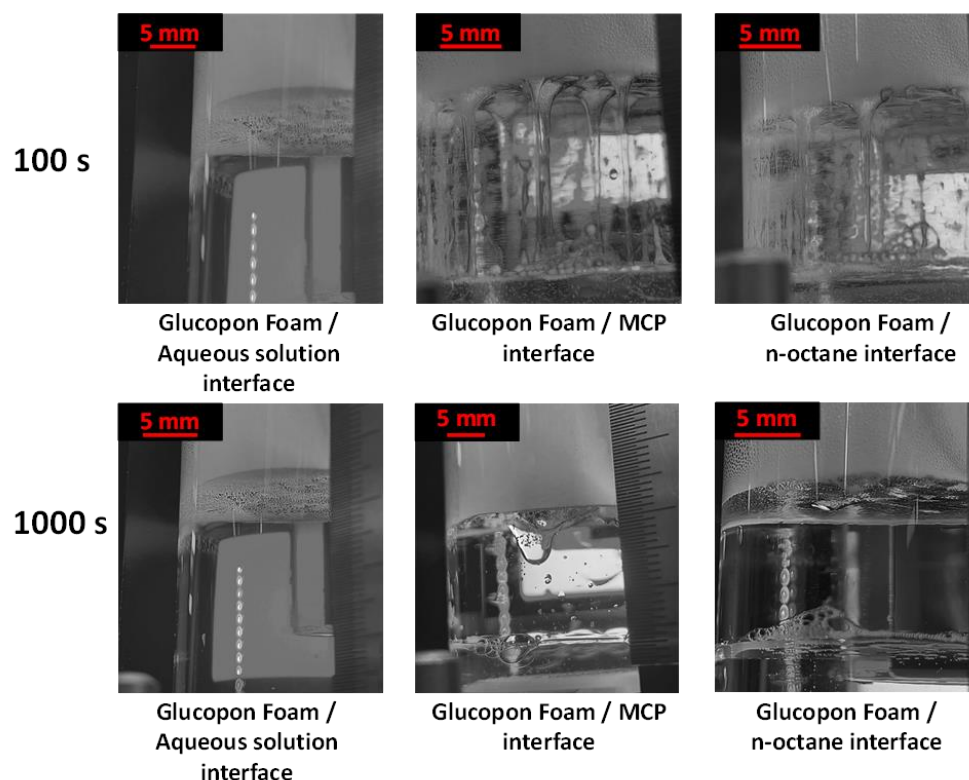 5 mm
5 mm
5 mm
100 s
Glucopon Foam /
Aqueous solution
interface
Glucopon Foam / MCP
interface
Glucopon Foam /
n-octane interface
5 mm
5 mm
5 mm
1000 s
Glucopon Foam /
Aqueous solution
interface
Glucopon Foam / MCP
interface
Glucopon Foam /
n-octane interface